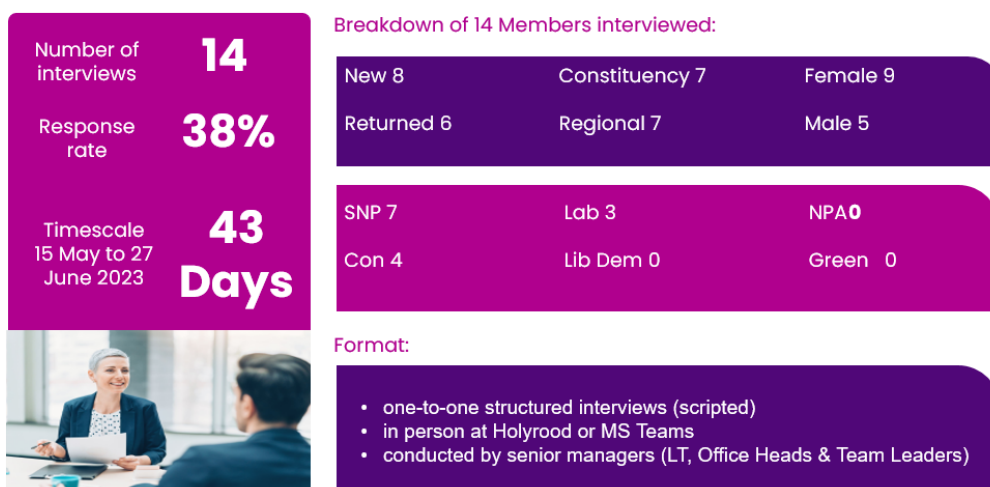 Number of
interviews
14
Response
rate
38%
Timescale
15 May to 27
June 2023
43
Days
Breakdown of 14 Members interviewed:
New 8
Constituency 7
Female 9
Returned 6
Regional 7
Male 5
SNP 7
Lab 3
NPA0
Con 4
Lib Dem 0
Green 0
Format:
• one-to-one structured interviews (scripted)
• in person at Holyrood or MS Teams
• conducted by senior managers (LT, Office Heads & Team Leaders)